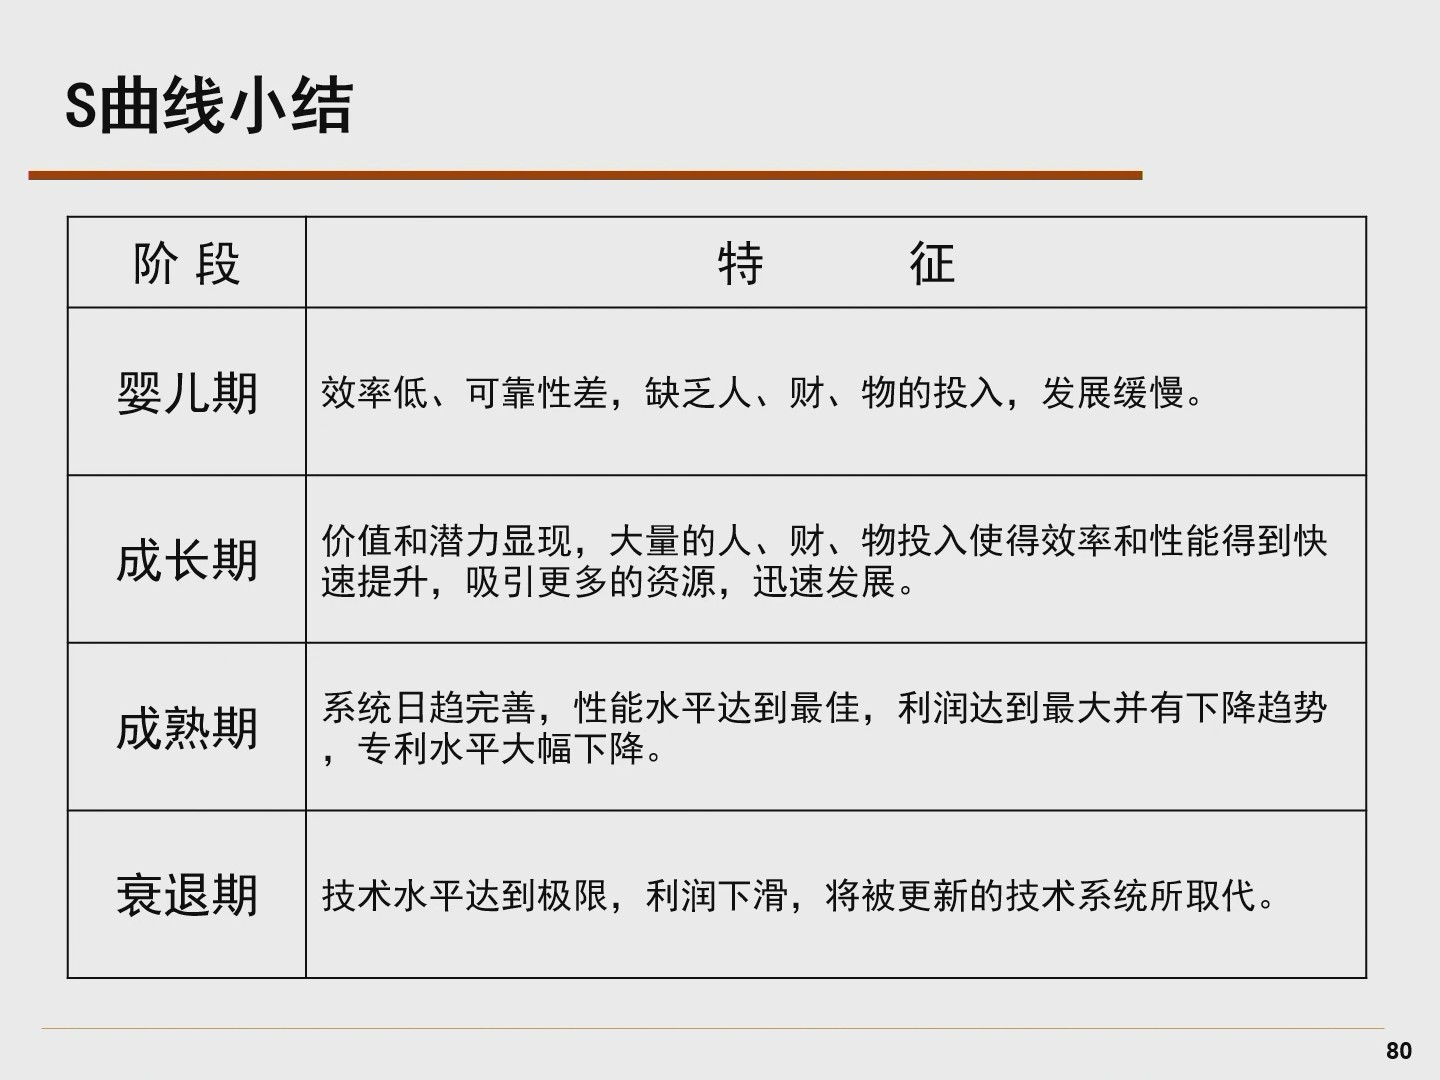 S曲线小结
阶 段
特 征
婴儿期
效率低、可靠性差，缺乏人、财、物的投入，发展缓慢。
成长期
价值和潜力显现，大量的人、财、物投入使得效率和性能得到快
速提升，吸引更多的资源，迅速发展。
成熟期
系统日趋完善，性能水平达到最佳，利润达到最大并有下降趋势
，专利水平大幅下降。
衰退期
技术水平达到极限，利润下滑，将被更新的技术系统所取代。
80